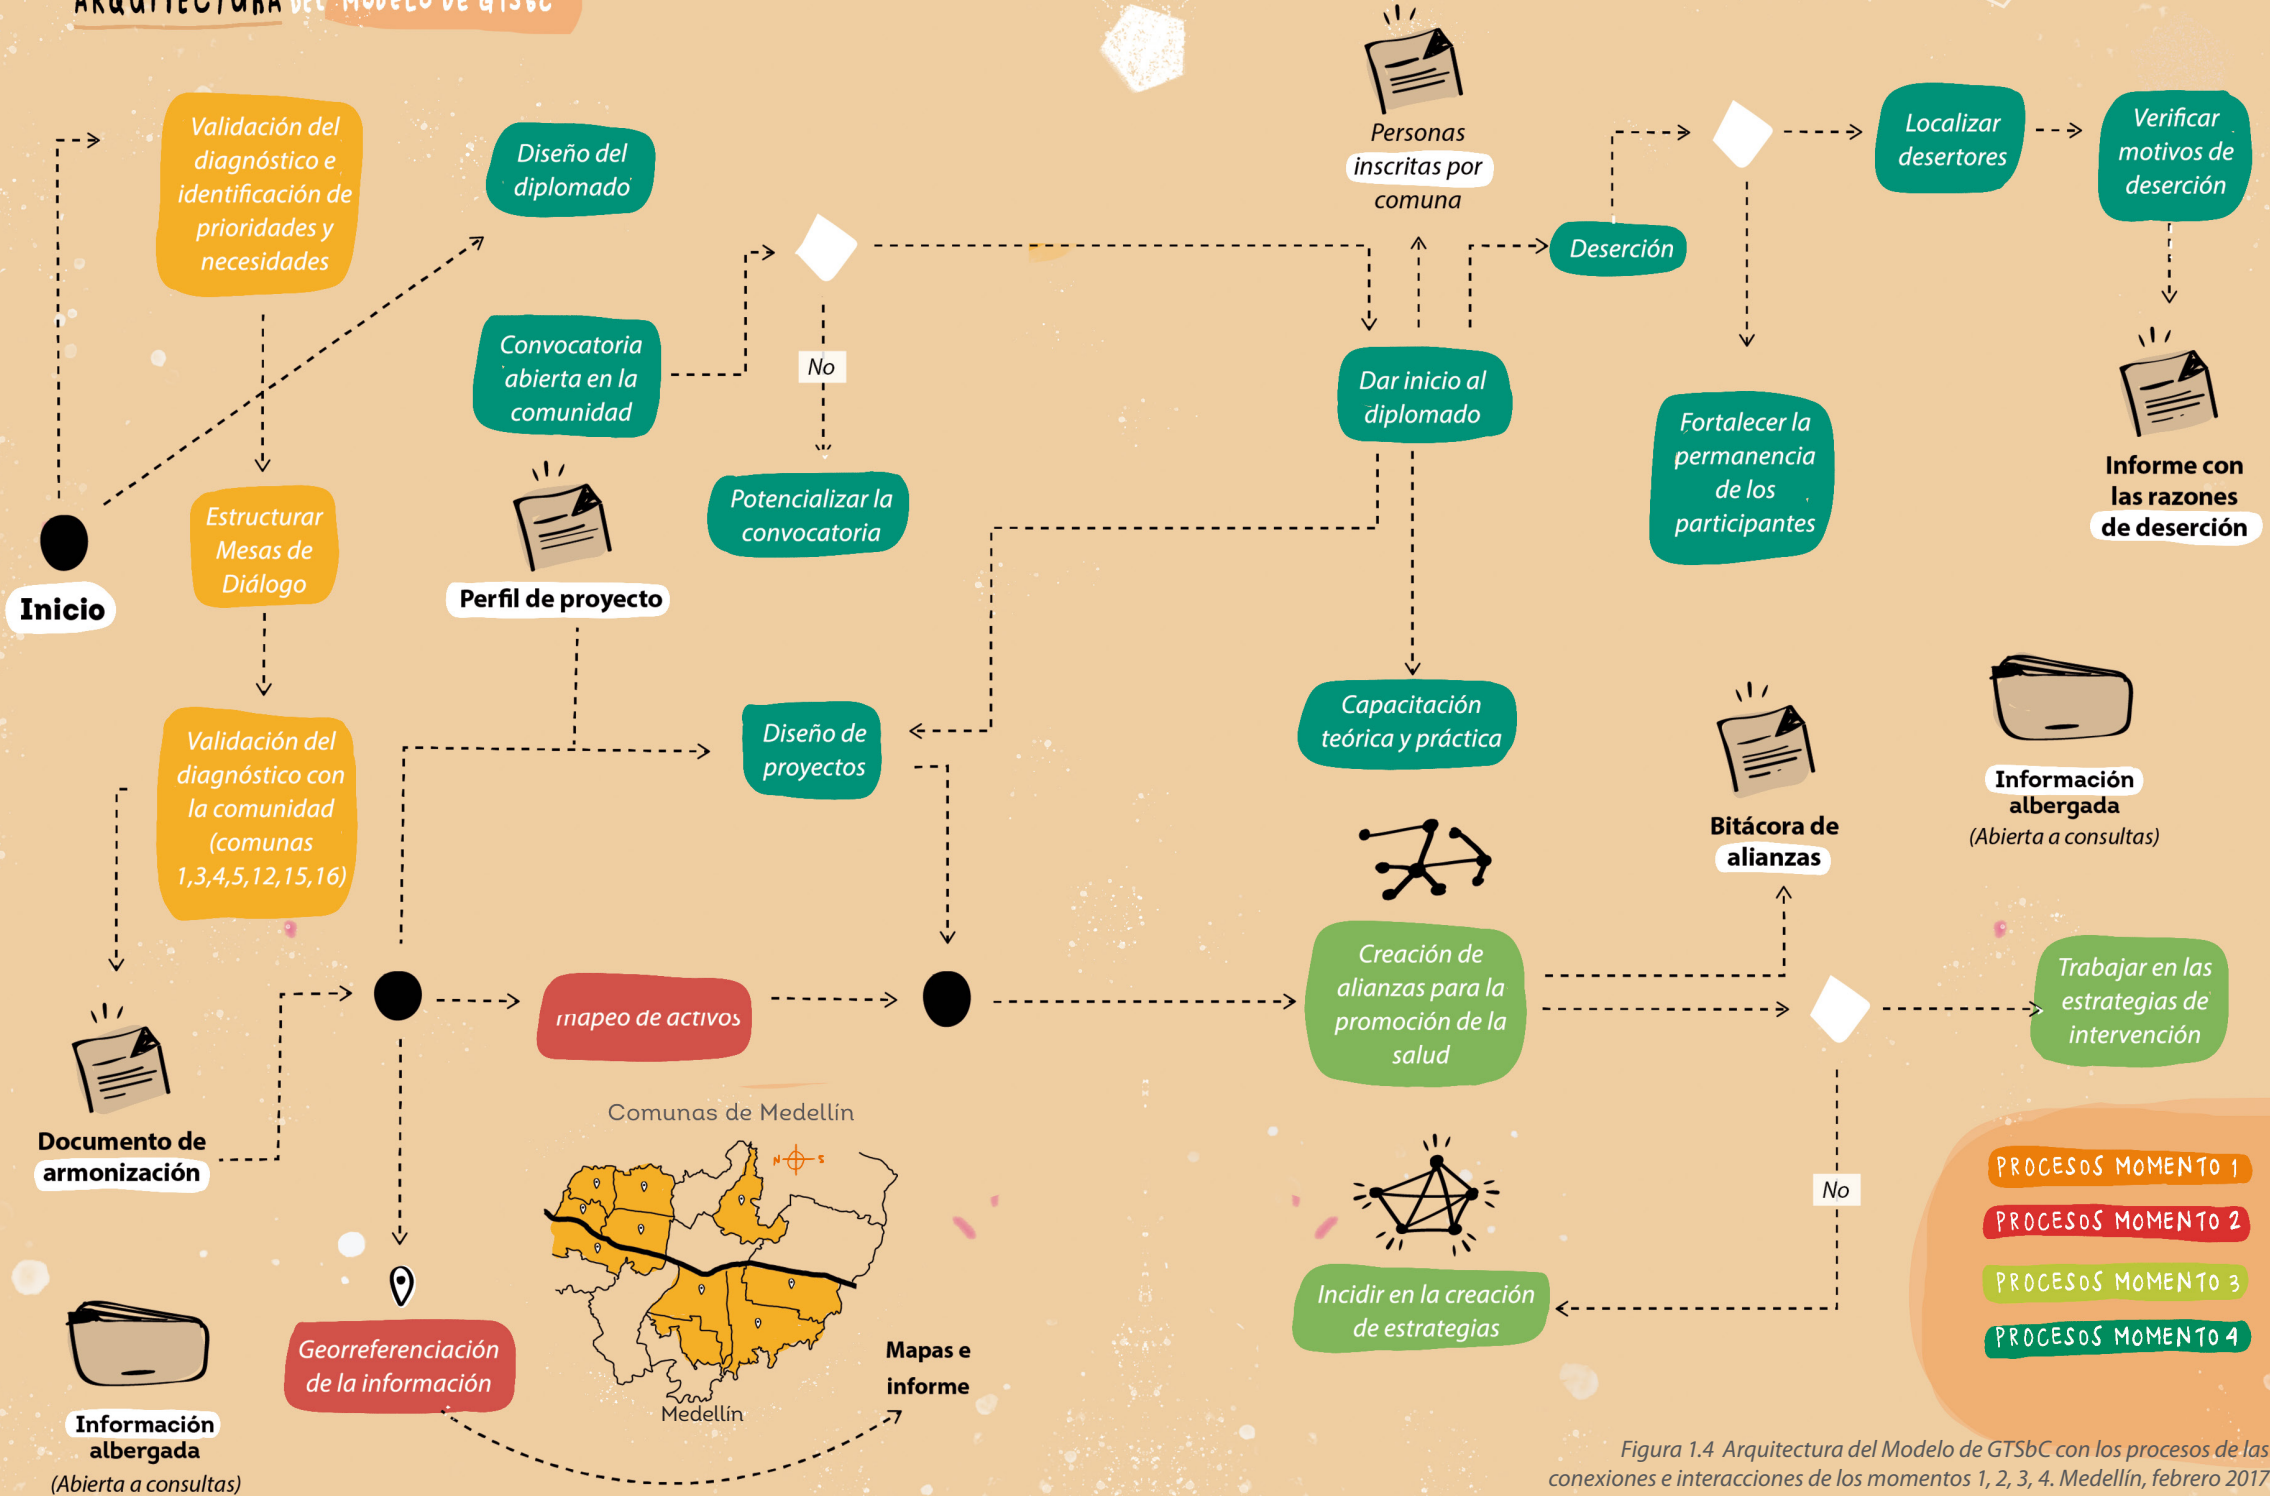 ARQUITECTURA DEL MODELO DE GTSbC
Validación del
diagnóstico e
identificación de
prioridades y
necesidades
Diseño del
diplomado
Personas
inscritas por
comuna
Localizar
desertores
Verificar
motivos de
deserción
Deserción
Convocatoria
abierta en la
comunidad
No
Dar inicio al
diplomado
Fortalecer la
permanencia
de los
participantes
Informe con
las razones
de deserción
Estructurar
Mesas de
Diálogo
Potencializar la
convocatoria
Inicio
Perfil de proyecto
Validación del
diagnóstico con
la comunidad
(comunas
1,3,4,5,12,15,16)
Diseño de
proyectos
Capacitación
teórica y práctica
Bitácora de
alianzas
Información
albergada
(Abierta a consultas)
Creación de
alianzas para la
promoción de la
salud
Trabajar en las
estrategias de
intervención
mapeo de activos
Documento de
armonización
Comunas de Medellín
N S
Medellín
No
PROCESOS MOMENTO 1
PROCESOS MOMENTO 2
PROCESOS MOMENTO 3
PROCESOS MOMENTO 4
Incidir en la creación
de estrategias
Georreferenciación
de la información
Mapas e
informe
Información
albergada
(Abierta a consultas)
Figura 1.4 Arquitectura del Modelo de GTSbC con los procesos de las
conexiones e interacciones de los momentos 1, 2, 3, 4. Medellín, febrero 2017